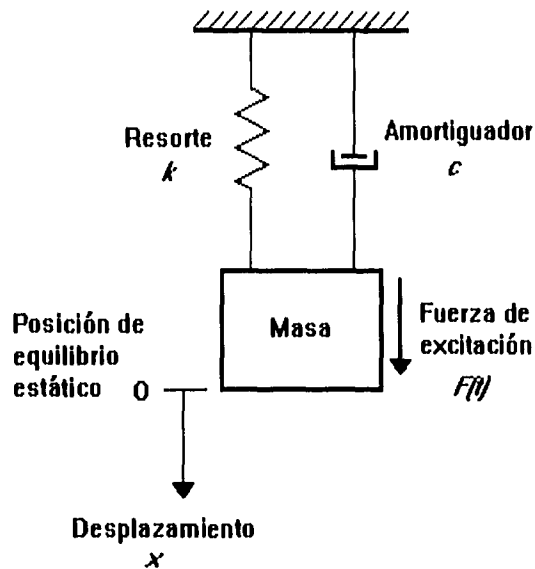 Resorte
k
Amortiguador
c
Masa
Fuerza de
excitación
F(t)
Posición de
equilibrio
estático 0
Desplazamiento
x